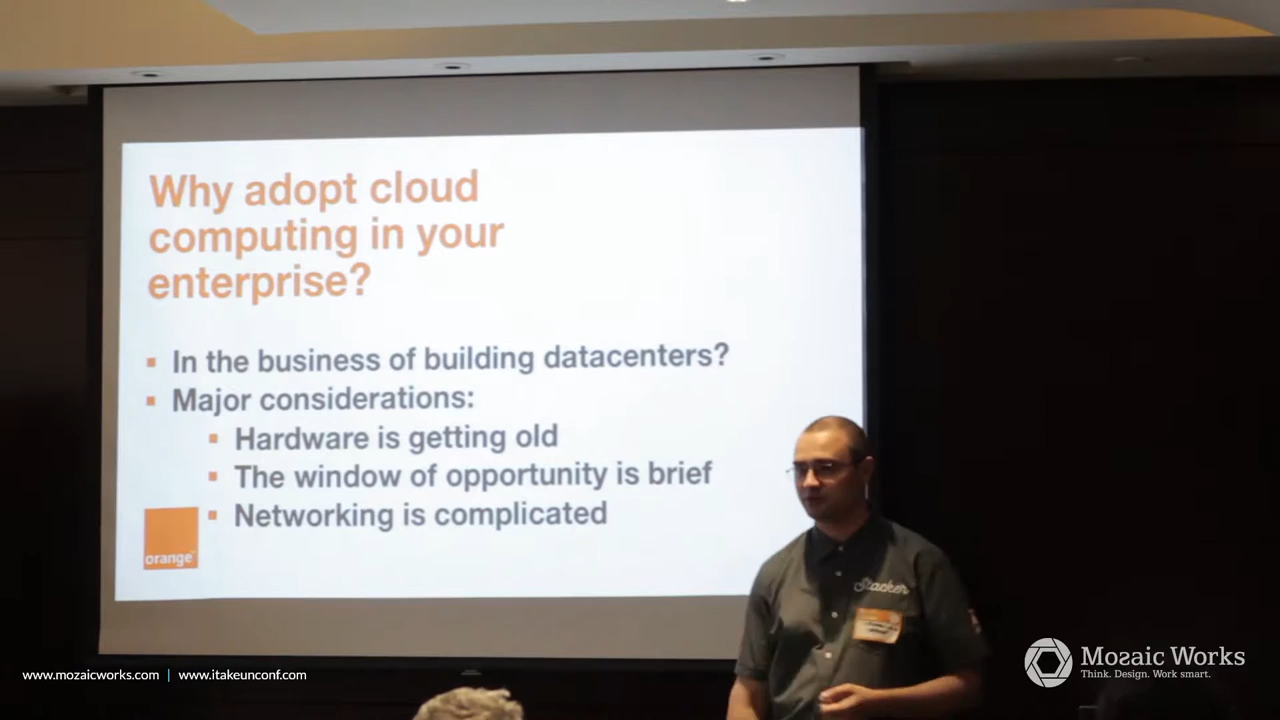 Why adopt cloud
computing in your
enterprise?
In the business of building datacenters?
Major considerations:
Hardware is getting old
The window of opportunity is brief
Networking is complicated
orange™
Stacker
www.mozaicworks.com | www.itakeunconf.com
Mozaic Works
Think. Design. Work smart.